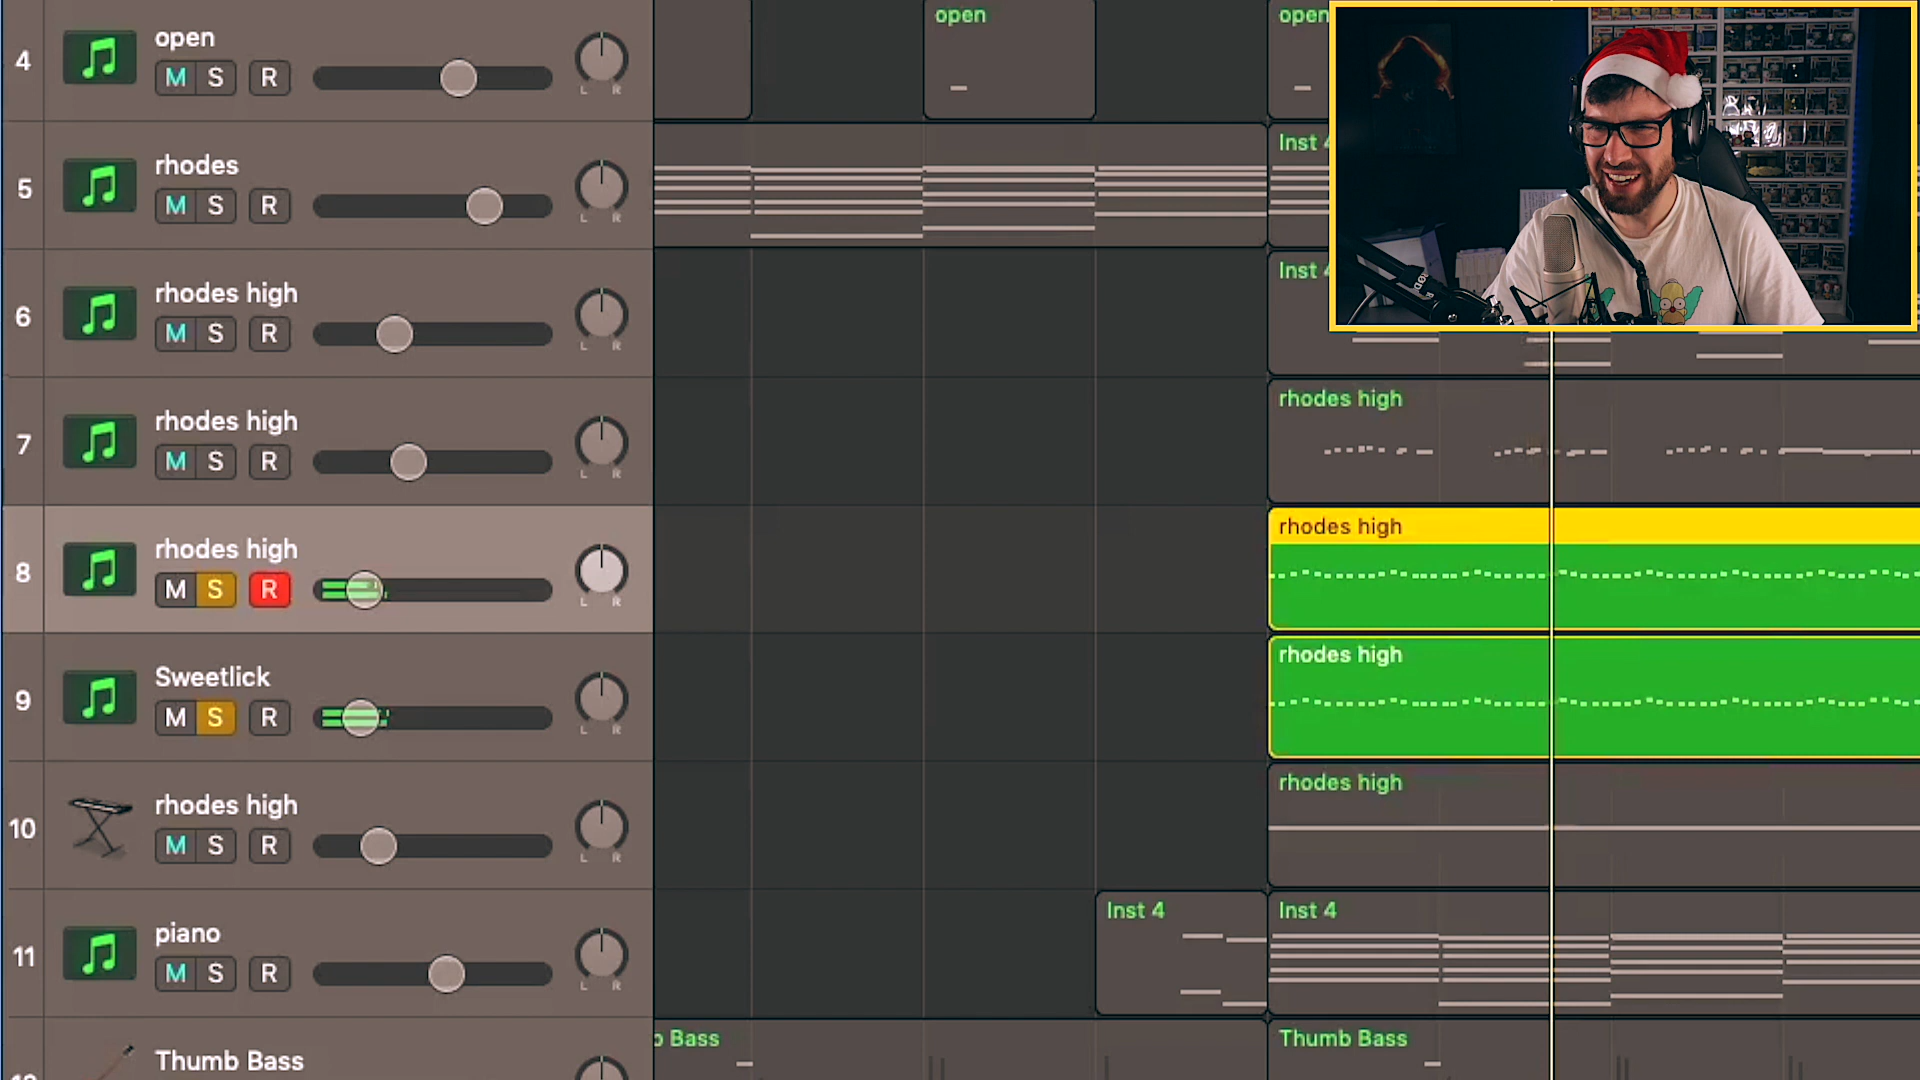 4
open
M S R
L R
open
open
5
rhodes
M S R
L R
Inst 4
6
rhodes high
M S R
L R
Inst 4
7
rhodes high
M S R
L R
rhodes high
8
rhodes high
M S R
L R
rhodes high
9
Sweetlick
M S R
L R
rhodes high
10
rhodes high
M S R
L R
rhodes high
11
piano
M S R
L R
Inst 4
Inst 4
Thumb Bass
Bass
Thumb Bass